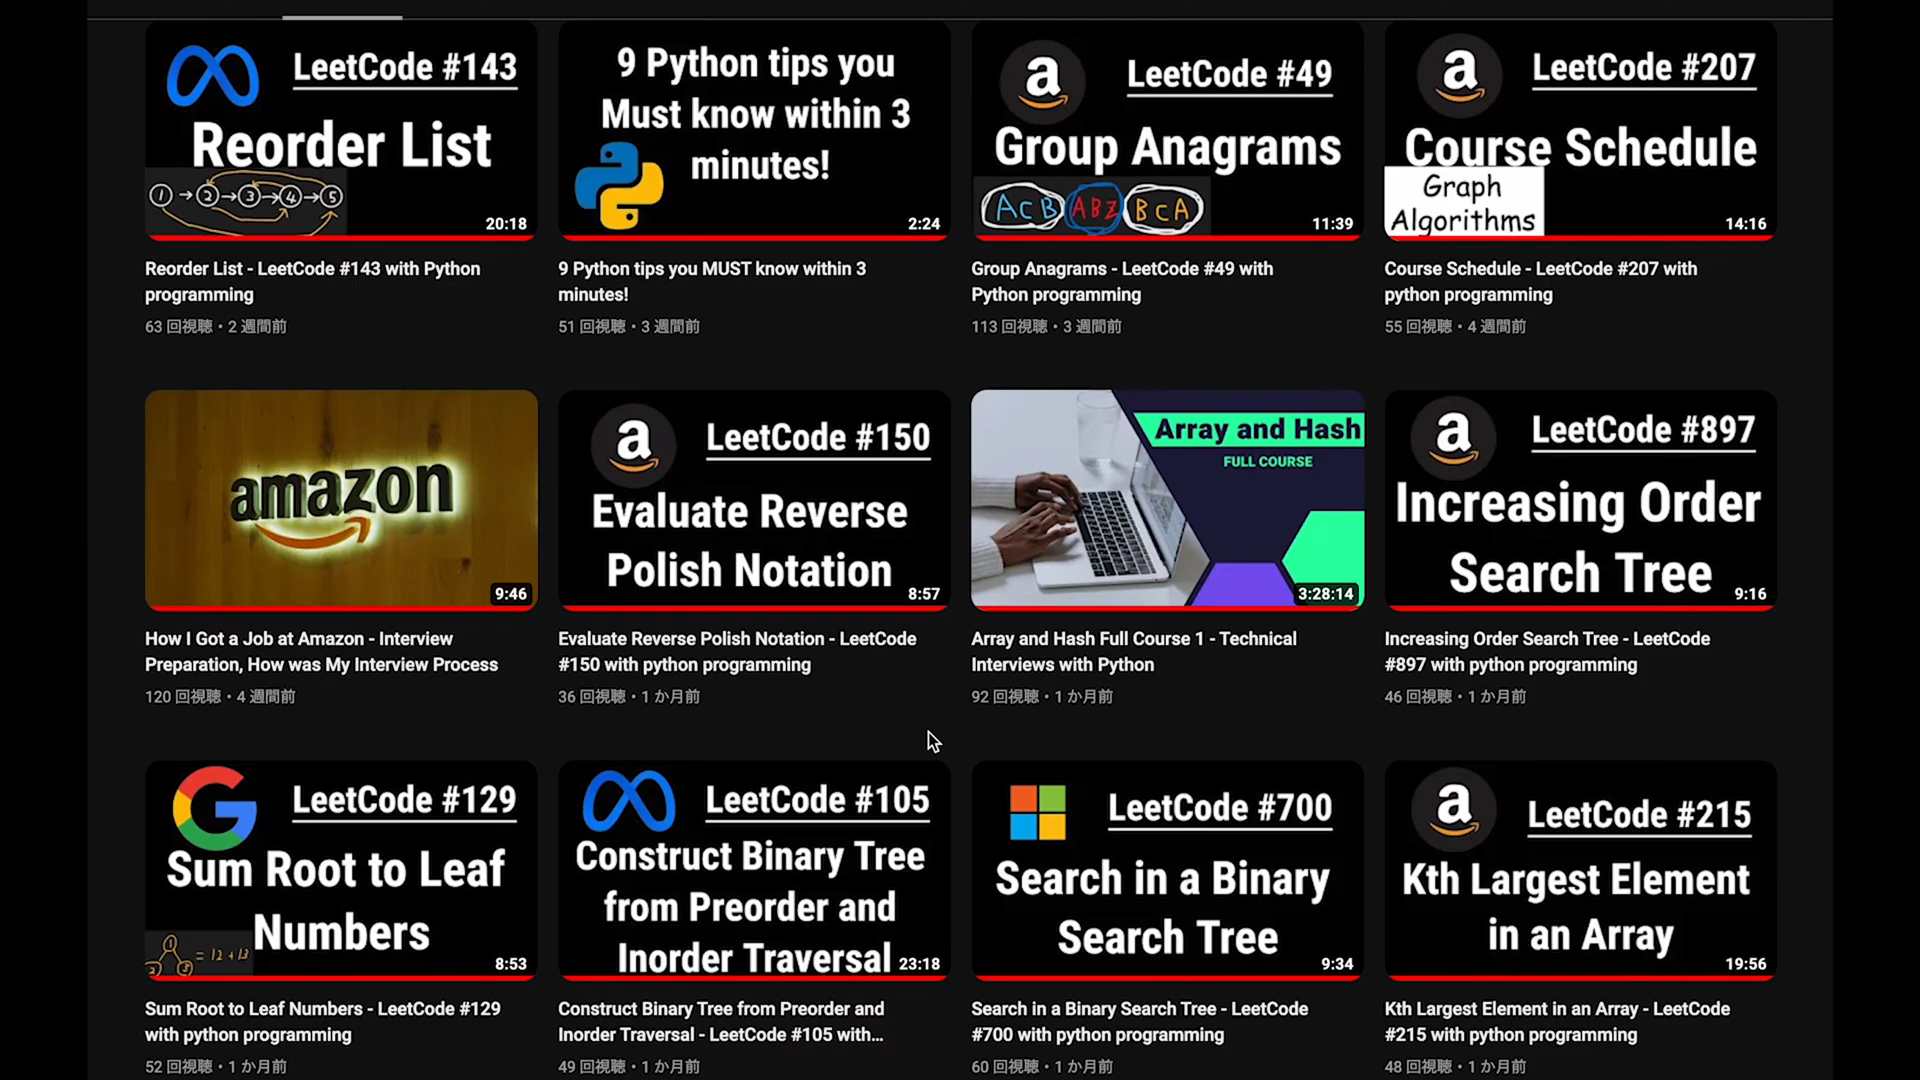 LeetCode #143
Reorder List
1 → 2 → 3 → 4 → 5
20:18
Reorder List - LeetCode #143 with Python
programming
63 回視聴・2 週間前
9 Python tips you
Must know within 3
minutes!
2:24
9 Python tips you MUST know within 3
minutes!
51 回視聴・3 週間前
a
LeetCode #49
Group Anagrams
ACB ABZ BCA
11:39
Group Anagrams - LeetCode #49 with
Python programming
113 回視聴・3 週間前
a
LeetCode #207
Course Schedule
Graph
Algorithms
14:16
Course Schedule - LeetCode #207 with
python programming
55 回視聴・4 週間前
amazon
9:46
How I Got a Job at Amazon - Interview
Preparation, How was My Interview Process
120 回視聴・4 週間前
a
LeetCode #150
Evaluate Reverse
Polish Notation
8:57
Evaluate Reverse Polish Notation - LeetCode
#150 with python programming
36 回視聴・1 か月前
Array and Hash
FULL COURSE
3:28:14
Array and Hash Full Course 1 - Technical
Interviews with Python
92 回視聴・1 か月前
a
LeetCode #897
Increasing Order
Search Tree
9:16
Increasing Order Search Tree - LeetCode
#897 with python programming
46 回視聴・1 か月前
G
LeetCode #129
Sum Root to Leaf
Numbers
= 12 + 13
8:53
Sum Root to Leaf Numbers - LeetCode #129
with python programming
52 回視聴・1 か月前
LeetCode #105
Construct Binary Tree
from Preorder and
Inorder Traversal
23:18
Construct Binary Tree from Preorder and
Inorder Traversal - LeetCode #105 with...
49 回視聴・1 か月前
LeetCode #700
Search in a Binary
Search Tree
9:34
Search in a Binary Search Tree - LeetCode
#700 with python programming
60 回視聴・1 か月前
a
LeetCode #215
Kth Largest Element
in an Array
19:56
Kth Largest Element in an Array - LeetCode
#215 with python programming
48 回視聴・1 か月前